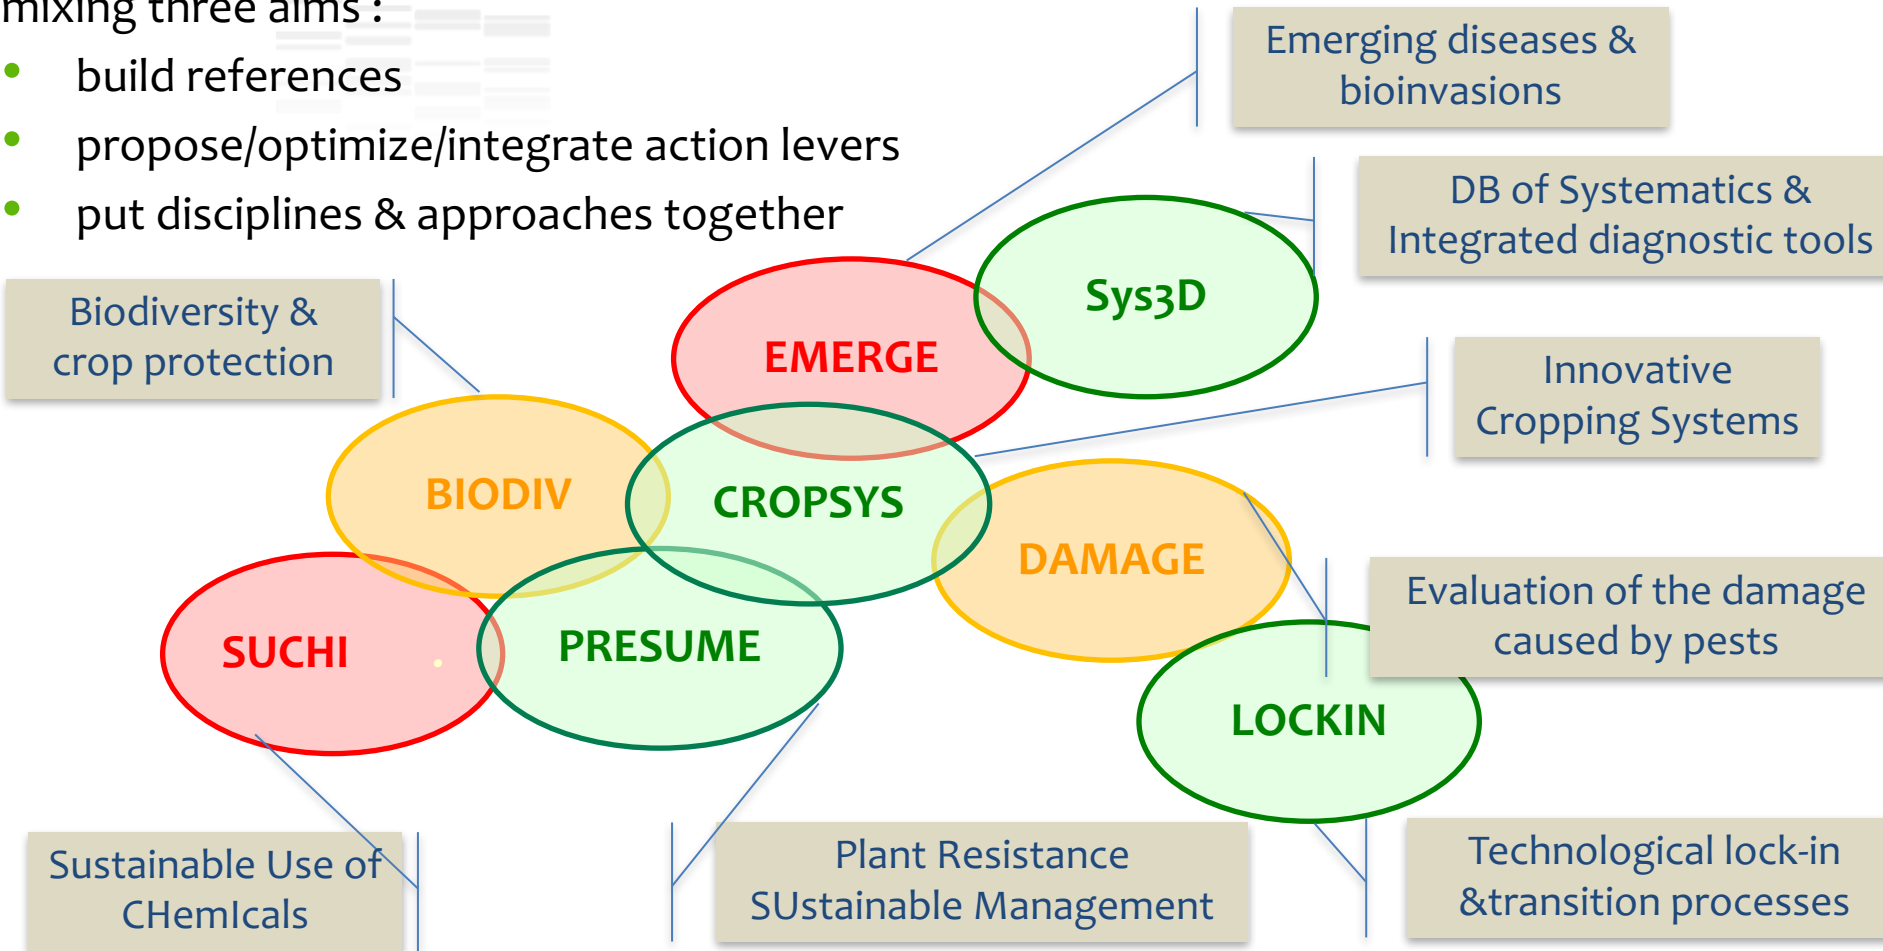 mixing three aims :
• build references
• propose/optimize/integrate action levers
• put disciplines & approaches together
Emerging diseases &
bioinvasions
DB of Systematics &
Integrated diagnostic tools
Biodiversity &
crop protection
Sys3D
EMERGE
Innovative
Cropping Systems
BIODIV
CROPSYS
DAMAGE
Evaluation of the damage
caused by pests
SUCHI
PRESUME
LOCKIN
Sustainable Use of
CHemIcals
Plant Resistance
SUstainable Management
Technological lock-in
&transition processes